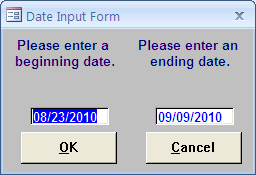 Date Input Form
Please enter a beginning date.
Please enter an ending date.
08/23/2010
09/09/2010
OK
Cancel